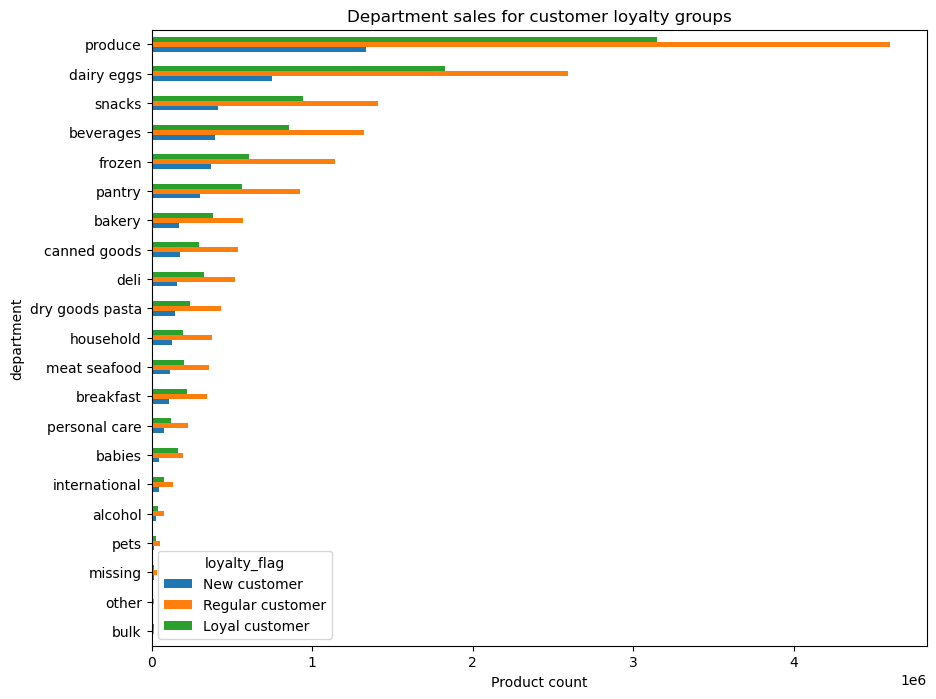 Department sales for customer loyalty groups
department
produce
dairy eggs
snacks
beverages
frozen
pantry
bakery
canned goods
deli
dry goods pasta
household
meat seafood
breakfast
personal care
babies
international
alcohol
pets
missing
other
bulk
loyalty_flag
New customer
Regular customer
Loyal customer
0 1 2 3 4
1e6
Product count